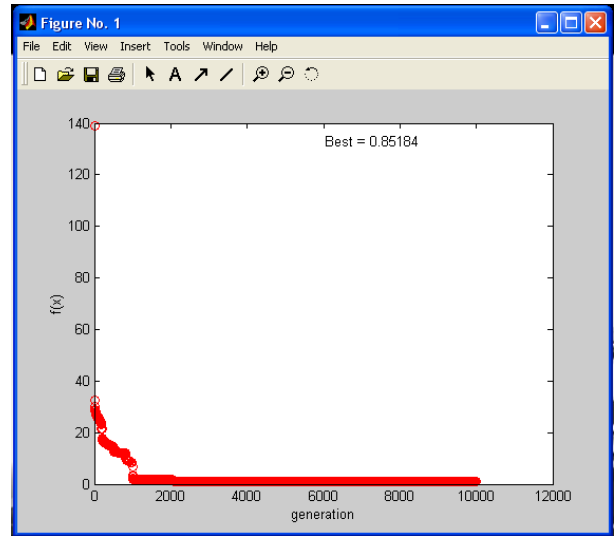 Figure No. 1
File Edit View Insert Tools Window Help
A
Best = 0.85184
140
120
100
80
60
40
20
0
f(x)
0 2000 4000 6000 8000 10000 12000
generation